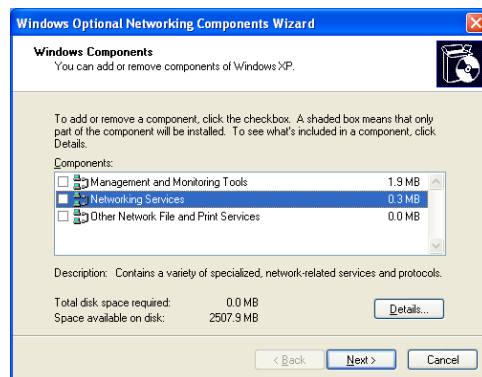 Windows Optional Networking Components Wizard
Windows Components
You can add or remove components of Windows XP.
To add or remove a component, click the checkbox. A shaded box means that only
part of the component will be installed. To see what's included in a component, click
Details.
Components:
Management and Monitoring Tools 1.9 MB
Networking Services 0.3 MB
Other Network File and Print Services 0.0 MB
Description: Contains a variety of specialized, network-related services and protocols.
Total disk space required: 0.0 MB
Space available on disk: 2507.9 MB
Details...
< Back Next > Cancel